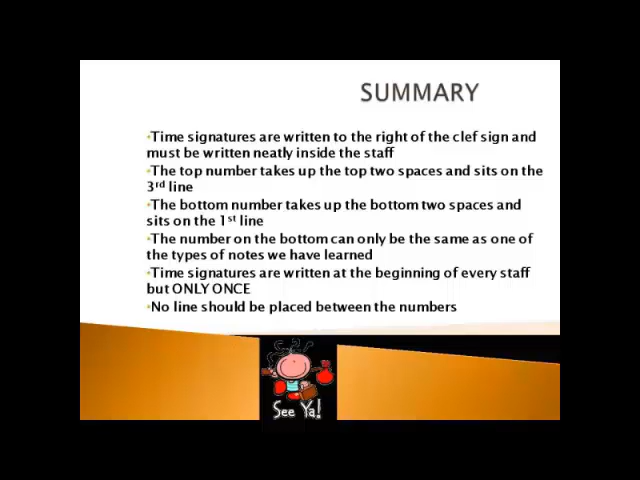 SUMMARY
•Time signatures are written to the right of the clef sign and
must be written neatly inside the staff
•The top number takes up the top two spaces and sits on the
3rd line
•The bottom number takes up the bottom two spaces and
sits on the 1st line
•The number on the bottom can only be the same as one of
the types of notes we have learned
•Time signatures are written at the beginning of every staff
but ONLY ONCE
•No line should be placed between the numbers
See Ya!